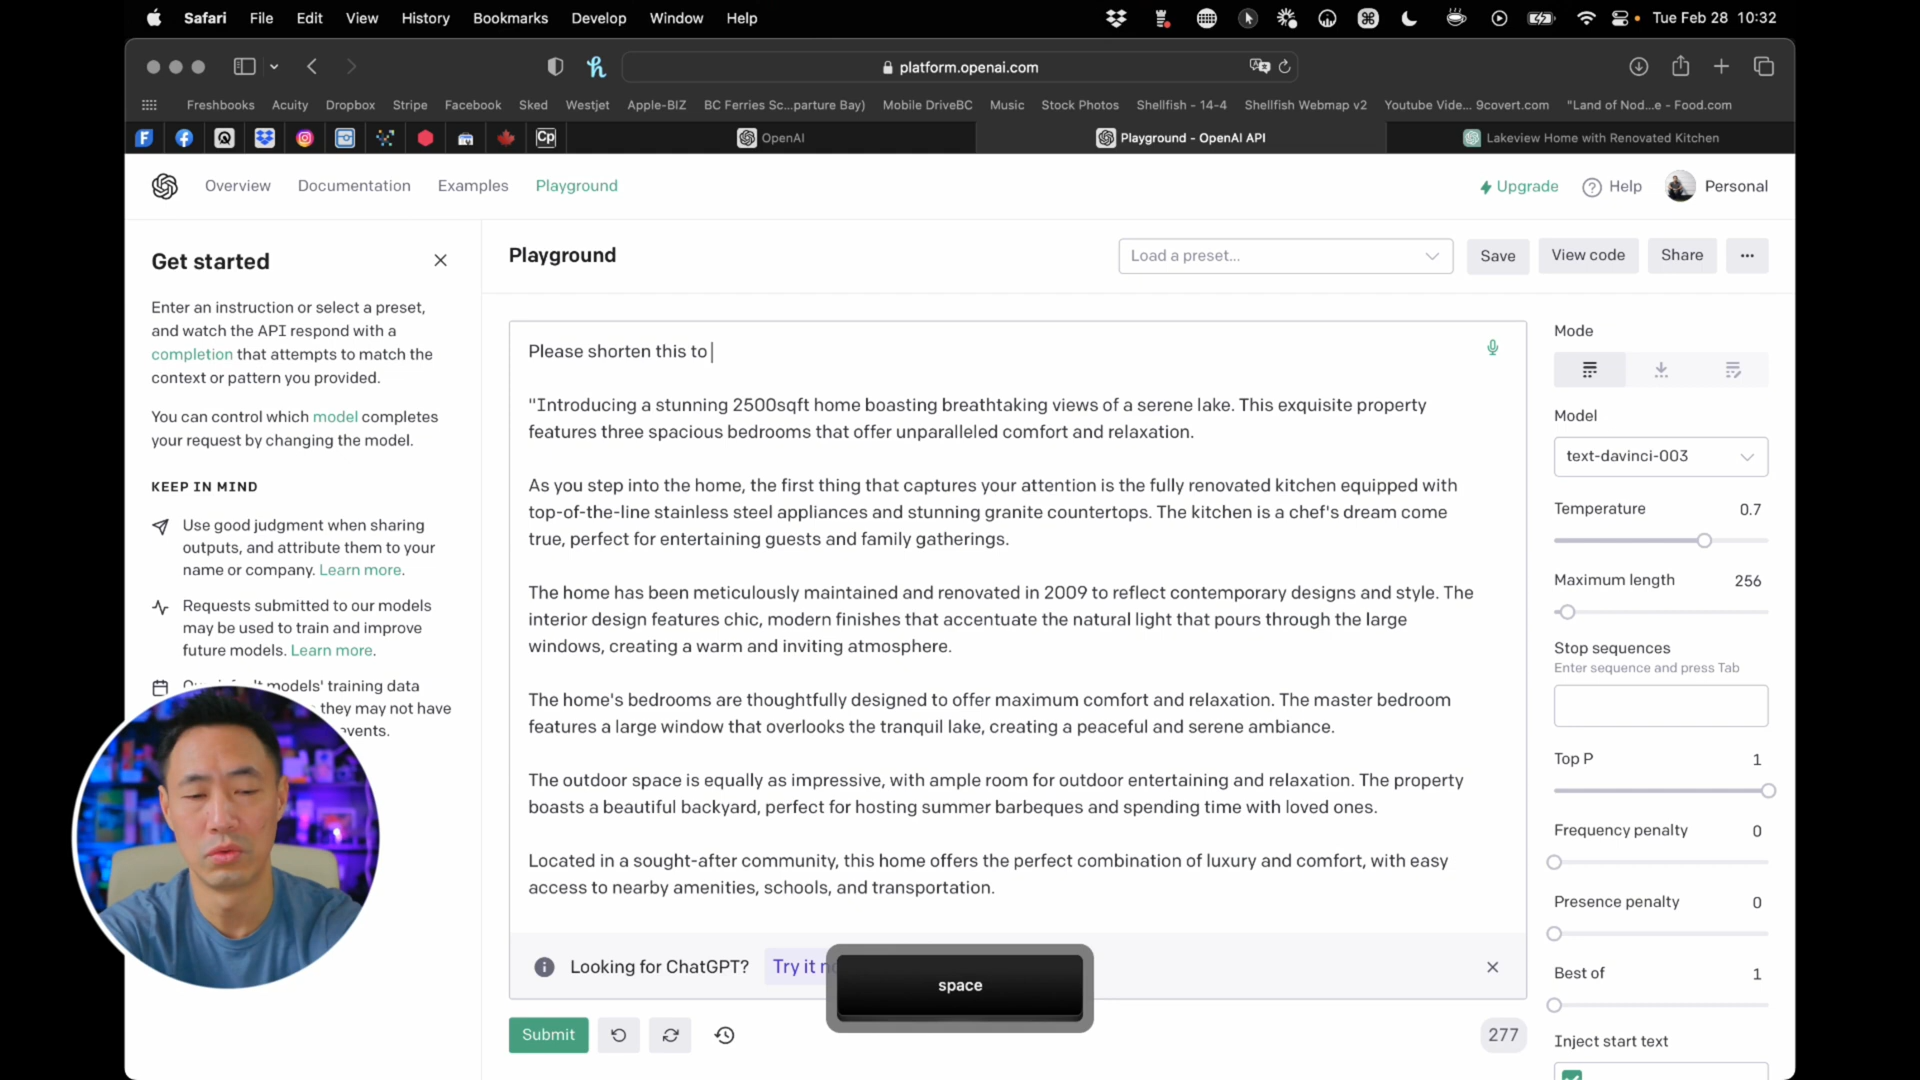 Safari File Edit View History Bookmarks Develop Window Help Tue Feb 28 10:32
platform.openai.com
Freshbooks Acuity Dropbox Stripe Facebook Sked Westjet Apple-BIZ BC Ferries Sc...parture Bay) Mobile DriveBC Music Stock Photos Shellfish - 14-4 Shellfish Webmap v2 Youtube Vide... 9covert.com "Land of Nod...e - Food.com
Cp OpenAI Playground - OpenAI API Lakeview Home with Renovated Kitchen
Overview Documentation Examples Playground Upgrade Help Personal
Get started
Enter an instruction or select a preset,
and watch the API respond with a
completion that attempts to match the
context or pattern you provided.
You can control which model completes
your request by changing the model.
KEEP IN MIND
Use good judgment when sharing
outputs, and attribute them to your
name or company. Learn more.
Requests submitted to our models
may be used to train and improve
future models. Learn more.
models' training data
they may not have
events.
Playground
Load a preset... Save View code Share ...
Please shorten this to
"Introducing a stunning 2500sqft home boasting breathtaking views of a serene lake. This exquisite property
features three spacious bedrooms that offer unparalleled comfort and relaxation.
As you step into the home, the first thing that captures your attention is the fully renovated kitchen equipped with
top-of-the-line stainless steel appliances and stunning granite countertops. The kitchen is a chef's dream come
true, perfect for entertaining guests and family gatherings.
The home has been meticulously maintained and renovated in 2009 to reflect contemporary designs and style. The
interior design features chic, modern finishes that accentuate the natural light that pours through the large
windows, creating a warm and inviting atmosphere.
The home's bedrooms are thoughtfully designed to offer maximum comfort and relaxation. The master bedroom
features a large window that overlooks the tranquil lake, creating a peaceful and serene ambiance.
The outdoor space is equally as impressive, with ample room for outdoor entertaining and relaxation. The property
boasts a beautiful backyard, perfect for hosting summer barbeques and spending time with loved ones.
Located in a sought-after community, this home offers the perfect combination of luxury and comfort, with easy
access to nearby amenities, schools, and transportation.
Looking for ChatGPT? Try it
space
Submit
277
Mode
Model
text-davinci-003
Temperature 0.7
Maximum length 256
Stop sequences
Enter sequence and press Tab
Top P 1
Frequency penalty 0
Presence penalty 0
Best of 1
Inject start text